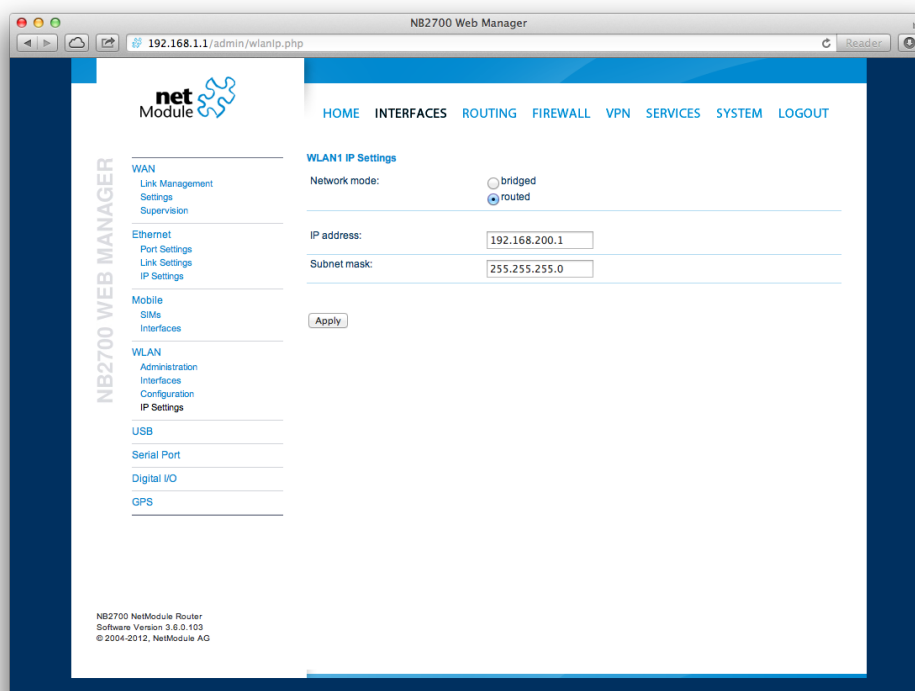 NB2700 Web Manager
192.168.1.1/admin/wlanIp.php
Reader
net
Module
HOME INTERFACES ROUTING FIREWALL VPN SERVICES SYSTEM LOGOUT
NB2700 WEB MANAGER
WAN
Link Management
Settings
Supervision
Ethernet
Port Settings
Link Settings
IP Settings
Mobile
SIMs
Interfaces
WLAN
Administration
Interfaces
Configuration
IP Settings
USB
Serial Port
Digital I/O
GPS
WLAN1 IP Settings
Network mode:
bridged
routed
IP address:
192.168.200.1
Subnet mask:
255.255.255.0
Apply
NB2700 NetModule Router
Software Version 3.6.0.103
© 2004-2012, NetModule AG